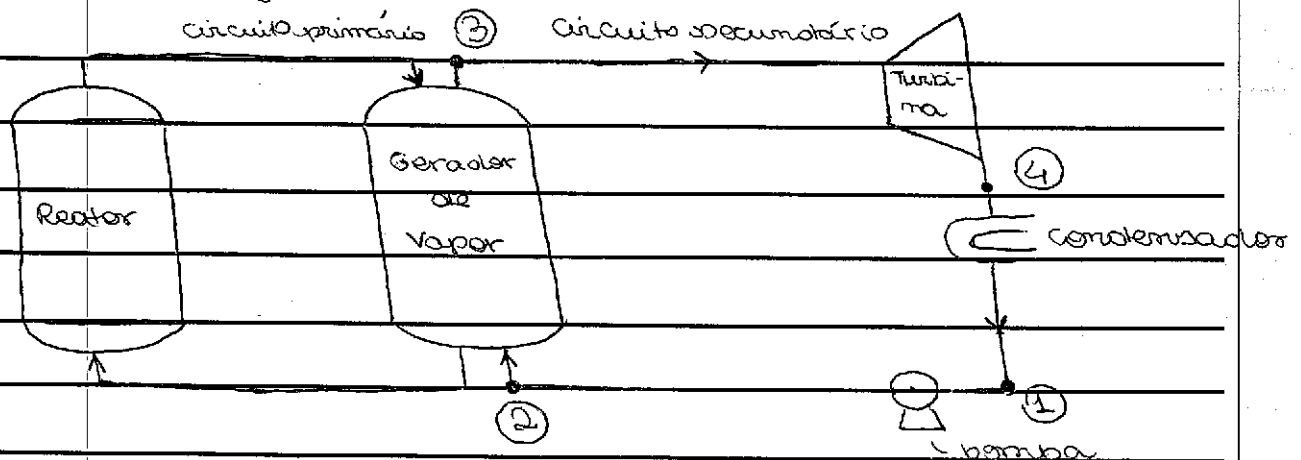 circuito primário ③ circuito secundário
Turbi-
na
④
Gerador
de
Vapor
Reator
condensador
②
①
bomba